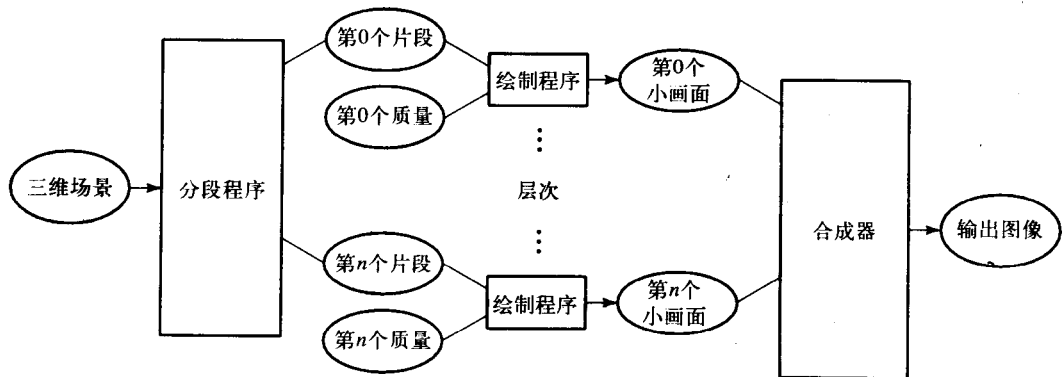 三维场景
分段程序
第0个片段
第0个质量
绘制程序
第0个
小画面
层次
第n个片段
第n个质量
绘制程序
第n个
小画面
合成器
输出图像